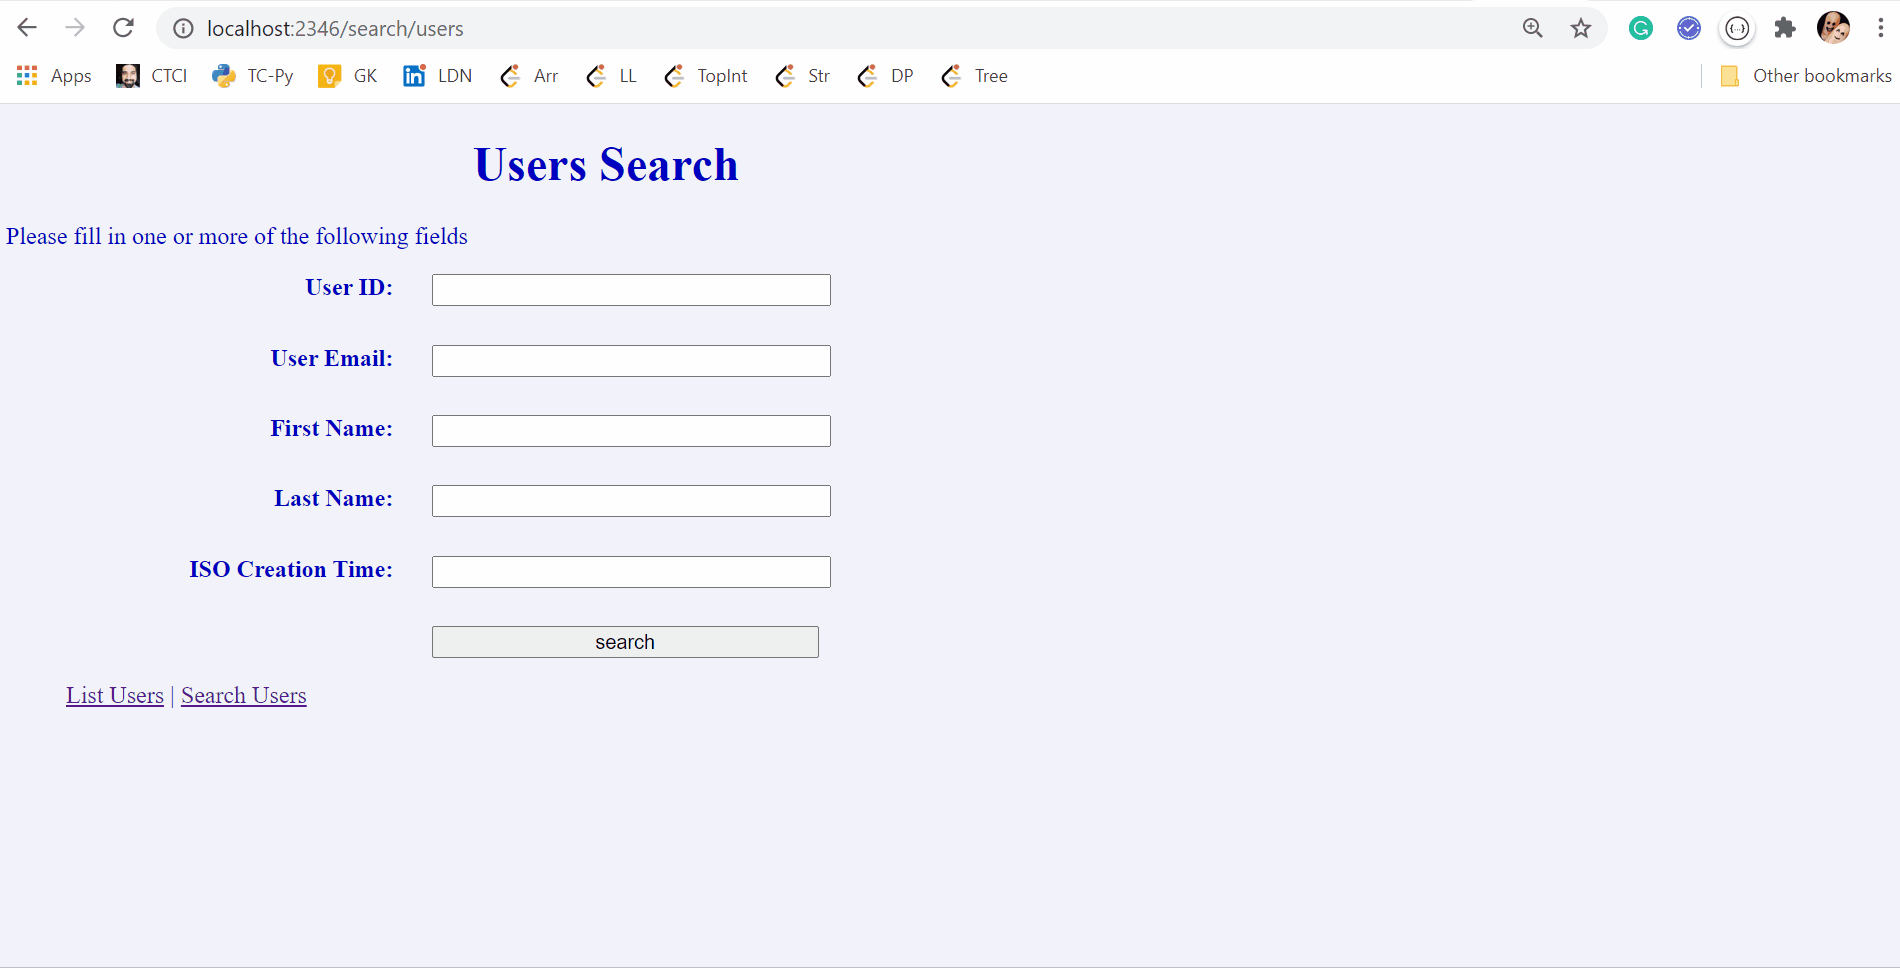 localhost:2346/search/users
Apps CTCI TC-Py GK LDN Arr LL TopInt Str DP Tree Other bookmarks
Users Search
Please fill in one or more of the following fields
User ID:
User Email:
First Name:
Last Name:
ISO Creation Time:
search
List Users | Search Users